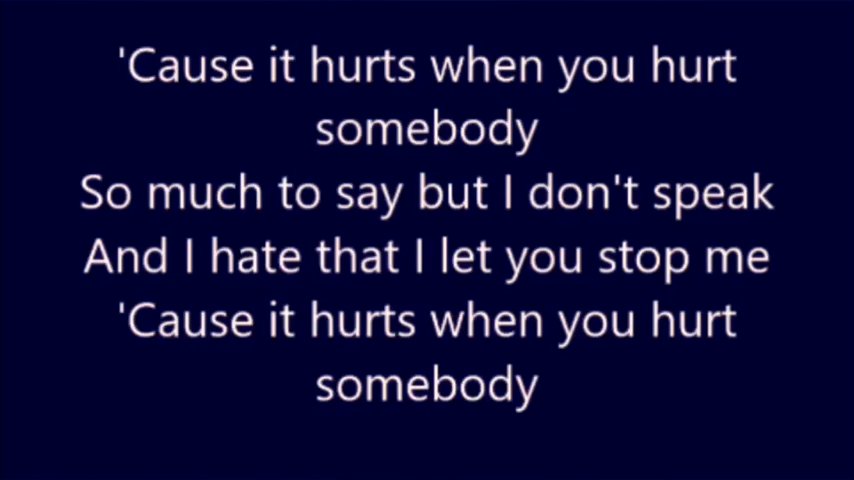 'Cause it hurts when you hurt
somebody
So much to say but I don't speak
And I hate that I let you stop me
'Cause it hurts when you hurt
somebody